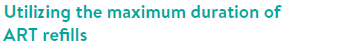 Utilizing the maximum duration of
ART refills